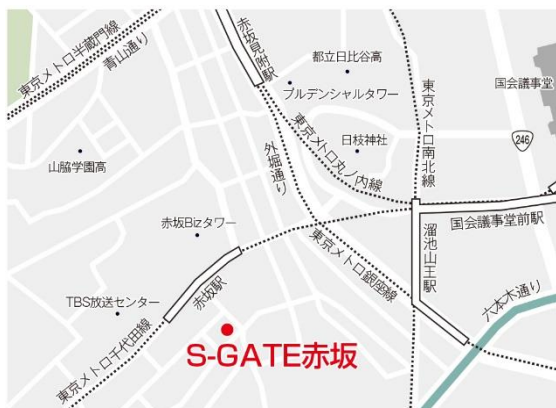 東京メトロ半蔵門線
青山通り
赤坂見附駅
都立日比谷高
プルデンシャルタワー
東京メトロ南北線
国会議事堂
246
山脇学園高
外堀通り
東京メトロ丸ノ内線
日枝神社
赤坂Bizタワー
国会議事堂前駅
溜池山王駅
東京メトロ銀座線
赤坂駅
六本木通り
TBS放送センター
東京メトロ千代田線
S-GATE赤坂